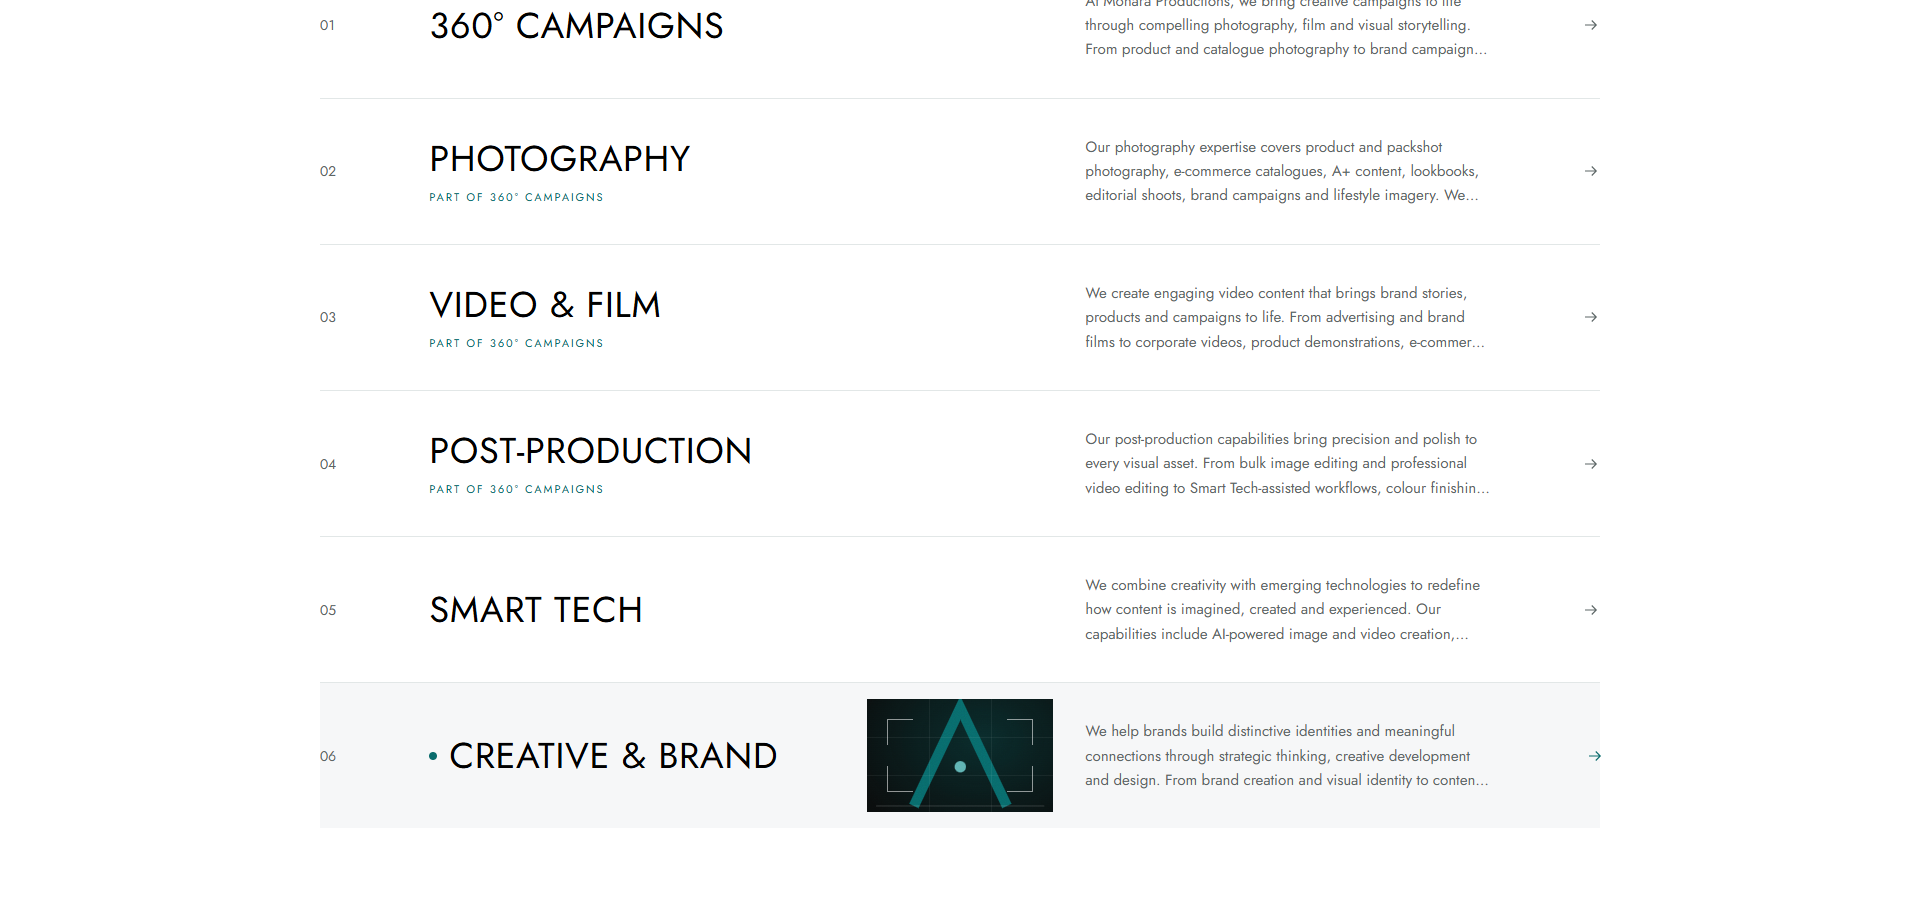 01
360° CAMPAIGNS
At Monara Productions, we bring creative campaigns to life
through compelling photography, film and visual storytelling.
From product and catalogue photography to brand campaign...
→
02
PHOTOGRAPHY
PART OF 360° CAMPAIGNS
Our photography expertise covers product and packshot
photography, e-commerce catalogues, A+ content, lookbooks,
editorial shoots, brand campaigns and lifestyle imagery. We...
→
03
VIDEO & FILM
PART OF 360° CAMPAIGNS
We create engaging video content that brings brand stories,
products and campaigns to life. From advertising and brand
films to corporate videos, product demonstrations, e-commer...
→
04
POST-PRODUCTION
PART OF 360° CAMPAIGNS
Our post-production capabilities bring precision and polish to
every visual asset. From bulk image editing and professional
video editing to Smart Tech-assisted workflows, colour finishin...
→
05
SMART TECH
We combine creativity with emerging technologies to redefine
how content is imagined, created and experienced. Our
capabilities include AI-powered image and video creation,...
→
06
• CREATIVE & BRAND
We help brands build distinctive identities and meaningful
connections through strategic thinking, creative development
and design. From brand creation and visual identity to conten...
→